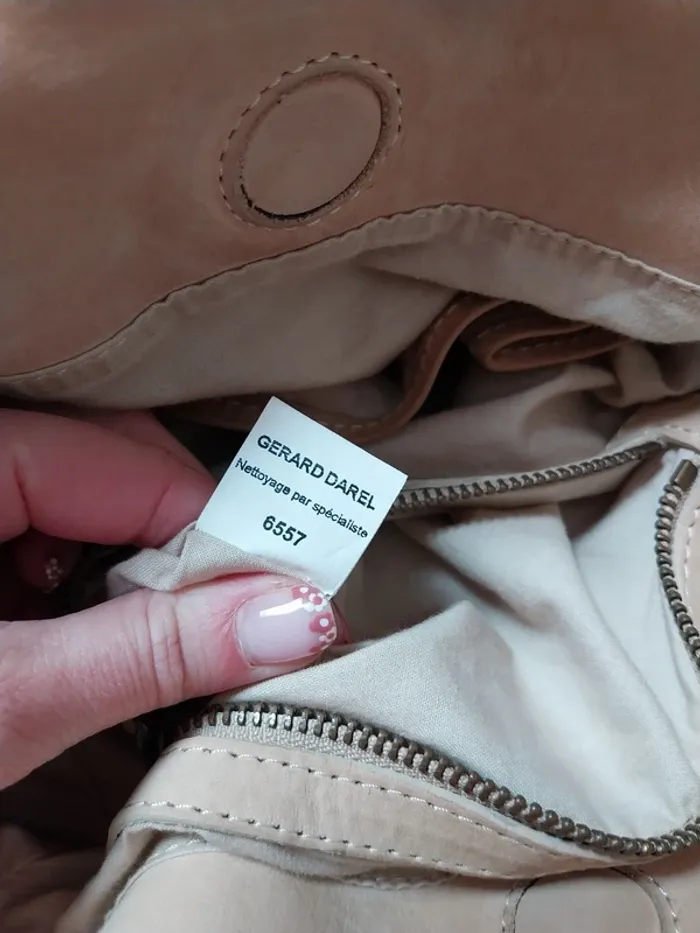 GERARD DAREL
Nettoyage par spécialiste
6557